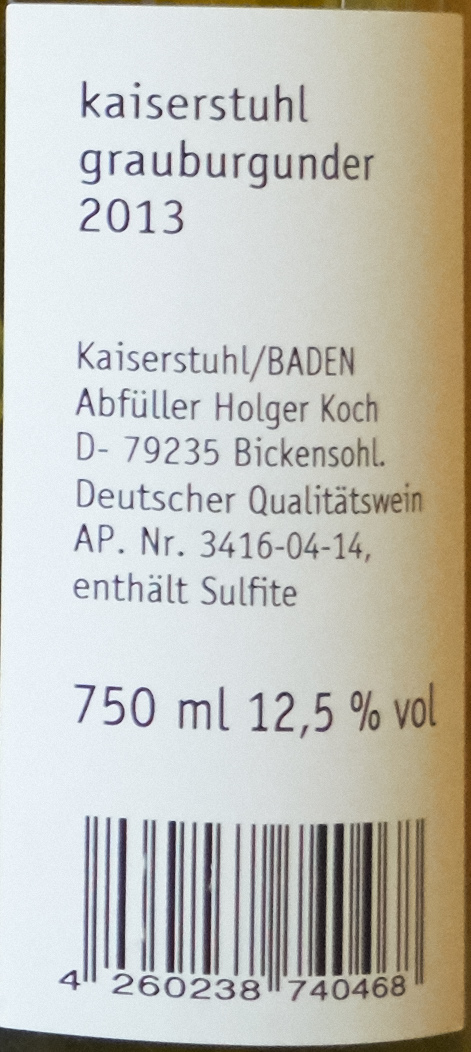 kaiserstuhl
grauburgunder
2013
Kaiserstuhl/BADEN
Abfüller Holger Koch
D- 79235 Bickensohl.
Deutscher Qualitätswein
AP. Nr. 3416-04-14,
enthält Sulfite
750 ml 12,5 % vol
4 260238 740468